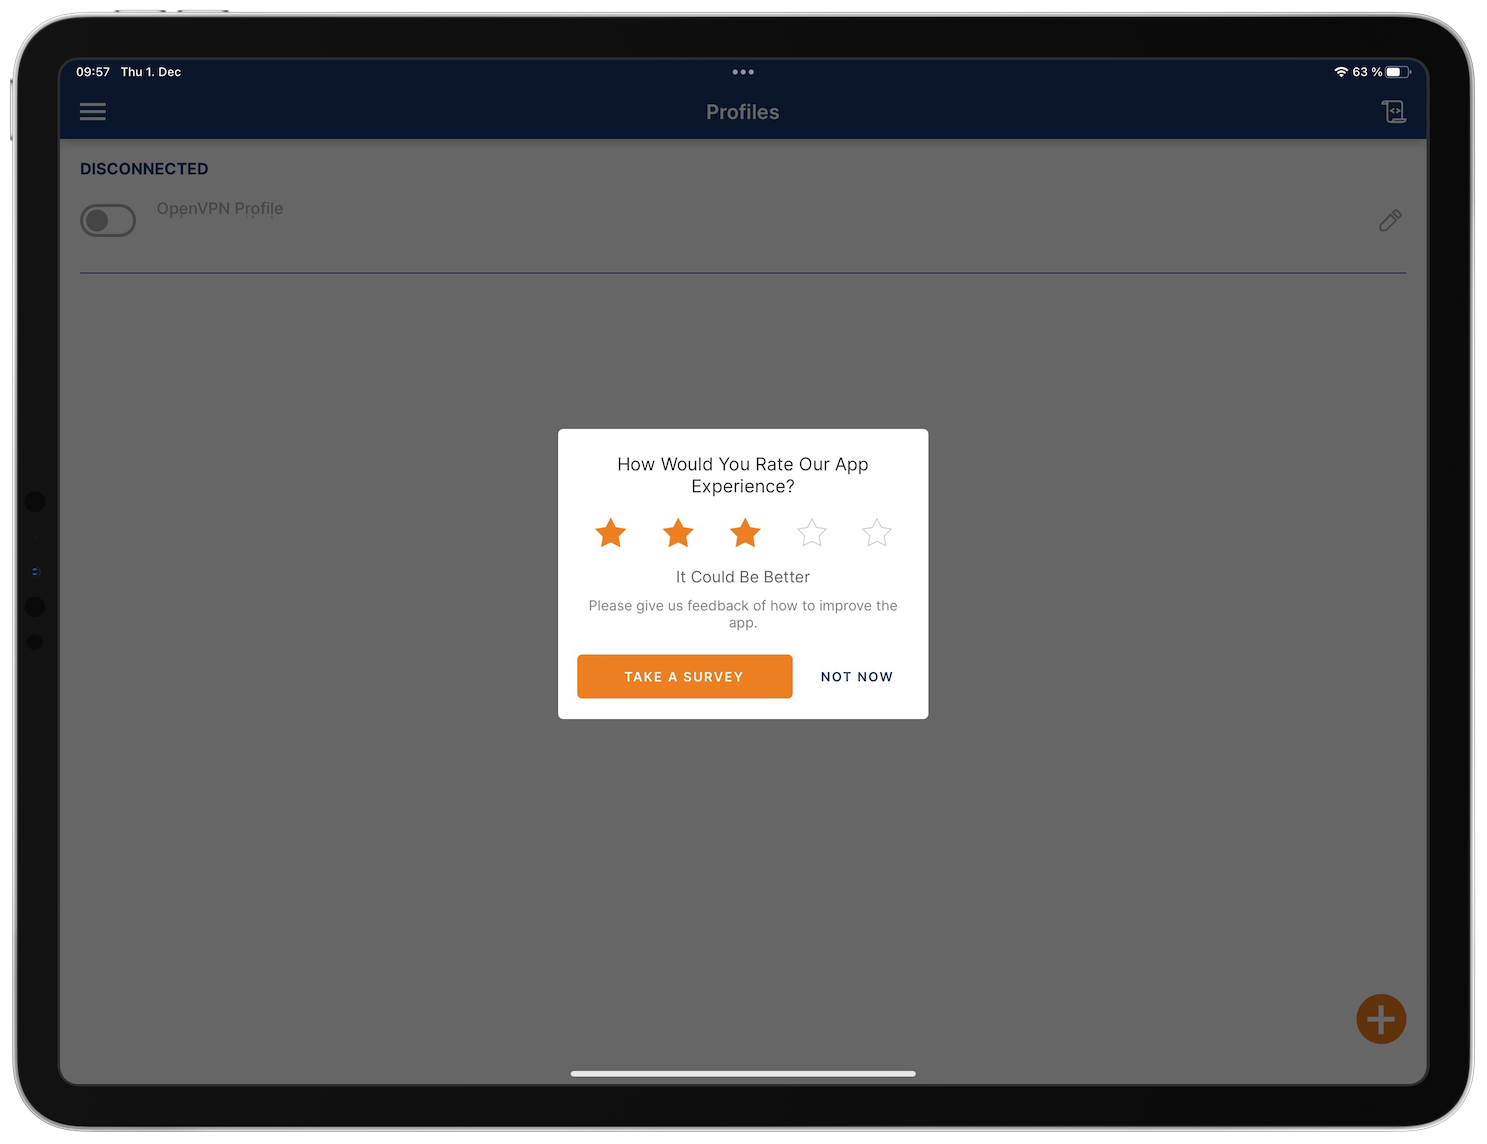 09:57 Thu 1. Dec
63 %
Profiles
DISCONNECTED
OpenVPN Profile
How Would You Rate Our App
Experience?
It Could Be Better
Please give us feedback of how to improve the
app.
TAKE A SURVEY
NOT NOW